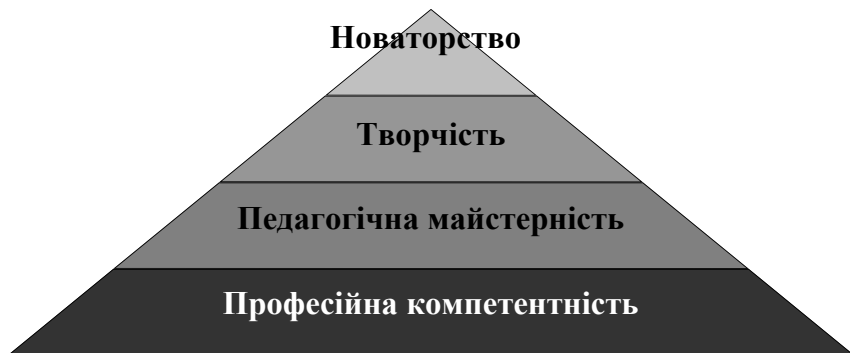 Новаторство
Творчість
Педагогічна майстерність
Професійна компетентність